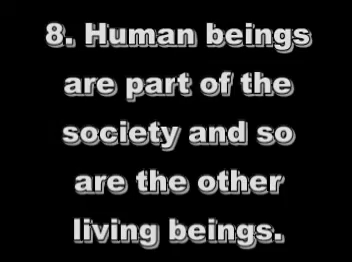 8. Human beings
are part of the
society and so
are the other
living beings.